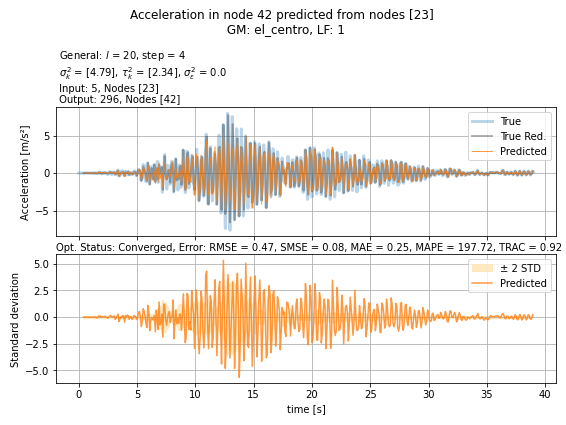 Acceleration in node 42 predicted from nodes [23]
GM: el_centro, LF: 1
General: l = 20, step = 4
σ²ₖ = [4.79], τ²ₖ = [2.34], σ²ε = 0.0
Input: 5, Nodes [23]
Output: 296, Nodes [42]
True
True Red.
Predicted
Acceleration [m/s²]
5
0
−5
Opt. Status: Converged, Error: RMSE = 0.47, SMSE = 0.08, MAE = 0.25, MAPE = 197.72, TRAC = 0.92
± 2 STD
Predicted
Standard deviation
5.0
2.5
0.0
−2.5
−5.0
0 5 10 15 20 25 30 35 40
time [s]